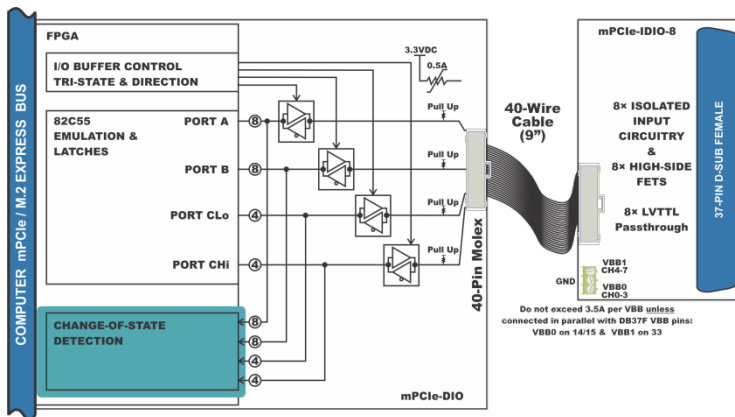 COMPUTER mPCIe / M.2 EXPRESS BUS
FPGA
I/O BUFFER CONTROL
TRI-STATE & DIRECTION
82C55
EMULATION &
LATCHES
PORT A
8
PORT B
8
PORT CLo
4
PORT CHi
4
CHANGE-OF-STATE
DETECTION
8
8
4
4
3.3VDC
0.5A
Pull Up
Pull Up
Pull Up
Pull Up
mPCIe-DIO
40-Pin Molex
40-Wire
Cable
(9”)
mPCIe-IDIO-8
8× ISOLATED
INPUT
CIRCUITRY
&
8× HIGH-SIDE
FETS
8× LVTTL
Passthrough
37-PIN D-SUB FEMALE
VBB1
CH4-7
GND
VBB0
CH0-3
Do not exceed 3.5A per VBB unless
connected in parallel with DB37F VBB pins:
VBB0 on 14/15 & VBB1 on 33